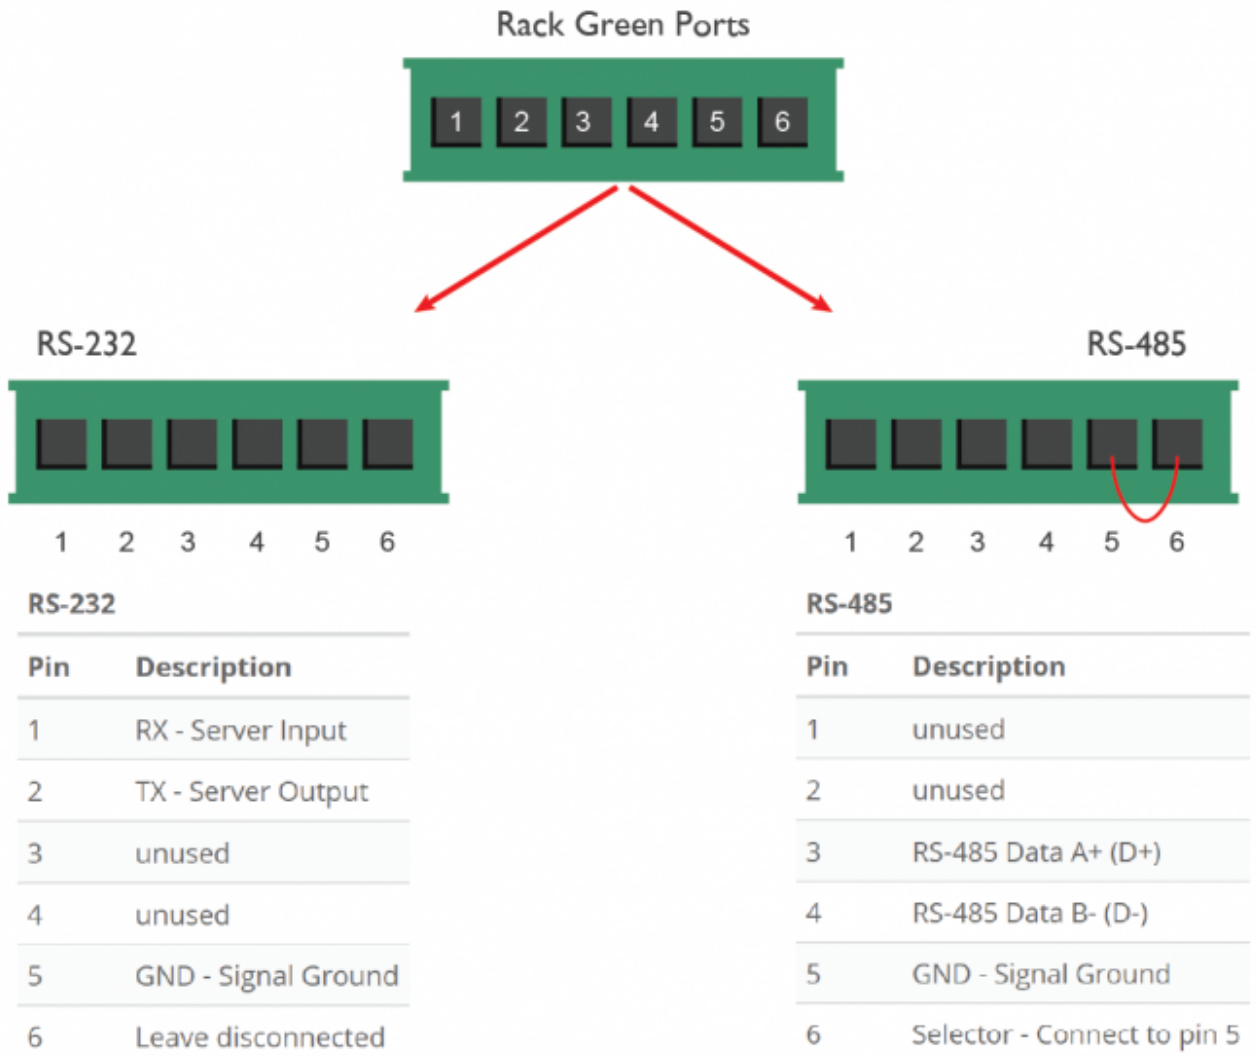 Rack Green Ports
1 2 3 4 5 6
RS-232
1 2 3 4 5 6
RS-232
Pin Description
1 RX - Server Input
2 TX - Server Output
3 unused
4 unused
5 GND - Signal Ground
6 Leave disconnected
RS-485
1 2 3 4 5 6
RS-485
Pin Description
1 unused
2 unused
3 RS-485 Data A+ (D+)
4 RS-485 Data B- (D-)
5 GND - Signal Ground
6 Selector - Connect to pin 5